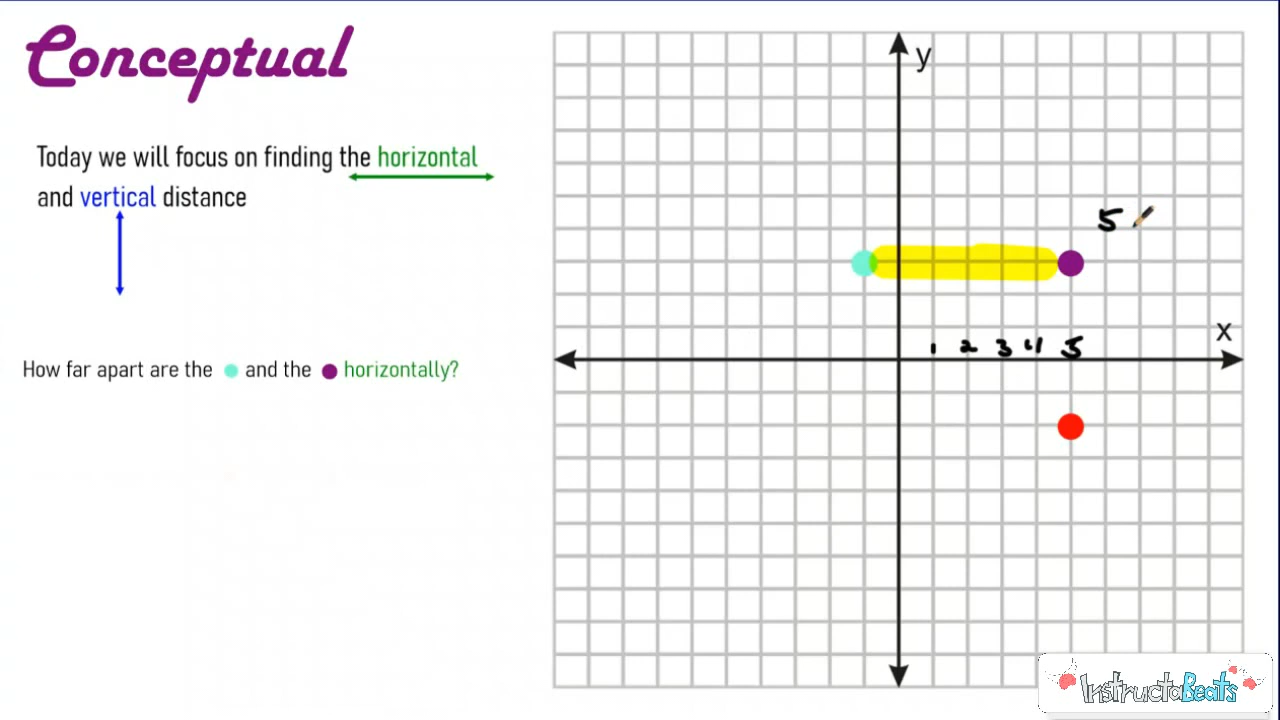 Conceptual
Today we will focus on finding the horizontal
and vertical distance
How far apart are the and the horizontally?
y
5
x
1 2 3 4 5
InstructaBeats